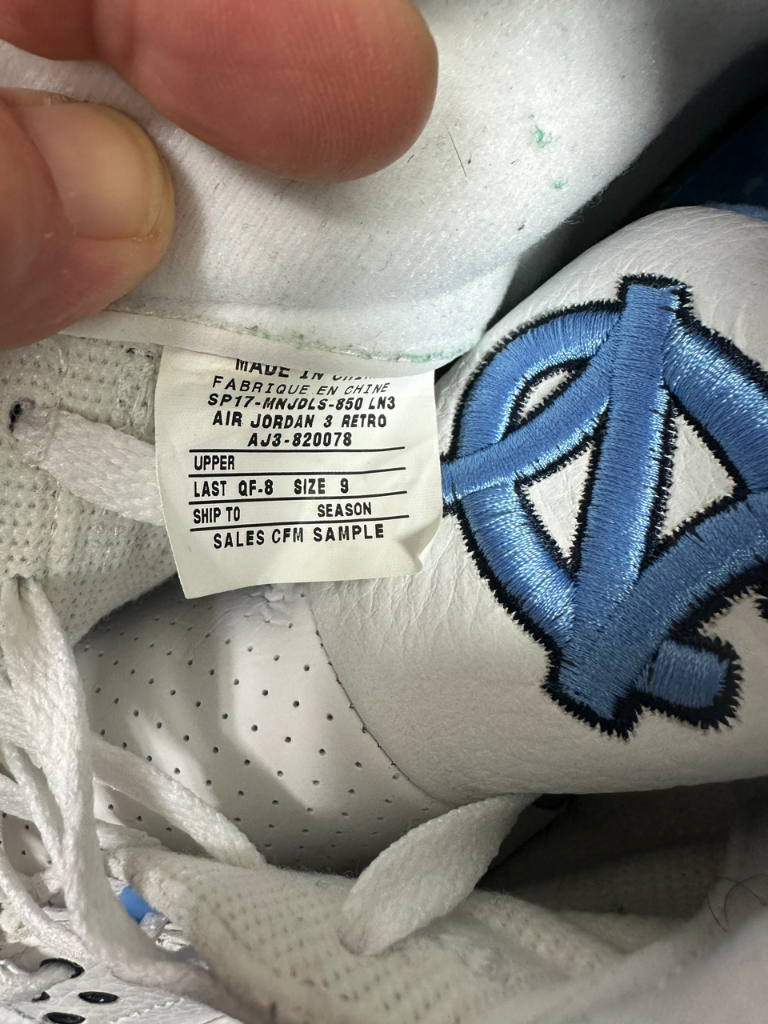 MADE IN CHINA
FABRIQUE EN CHINE
SP17-MNJDLS-850 LN3
AIR JORDAN 3 RETRO
AJ3-820078
UPPER
LAST QF-8 SIZE 9
SHIP TO SEASON
SALES CFM SAMPLE